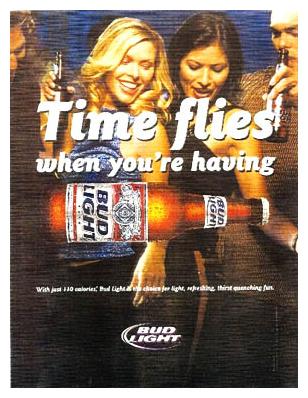 Time flies
when you're having
BUD
LIGHT
BUD
LIGHT
With just 110 calories, Bud Light is the choice for light, refreshing, thirst quenching fun.
BUD
LIGHT